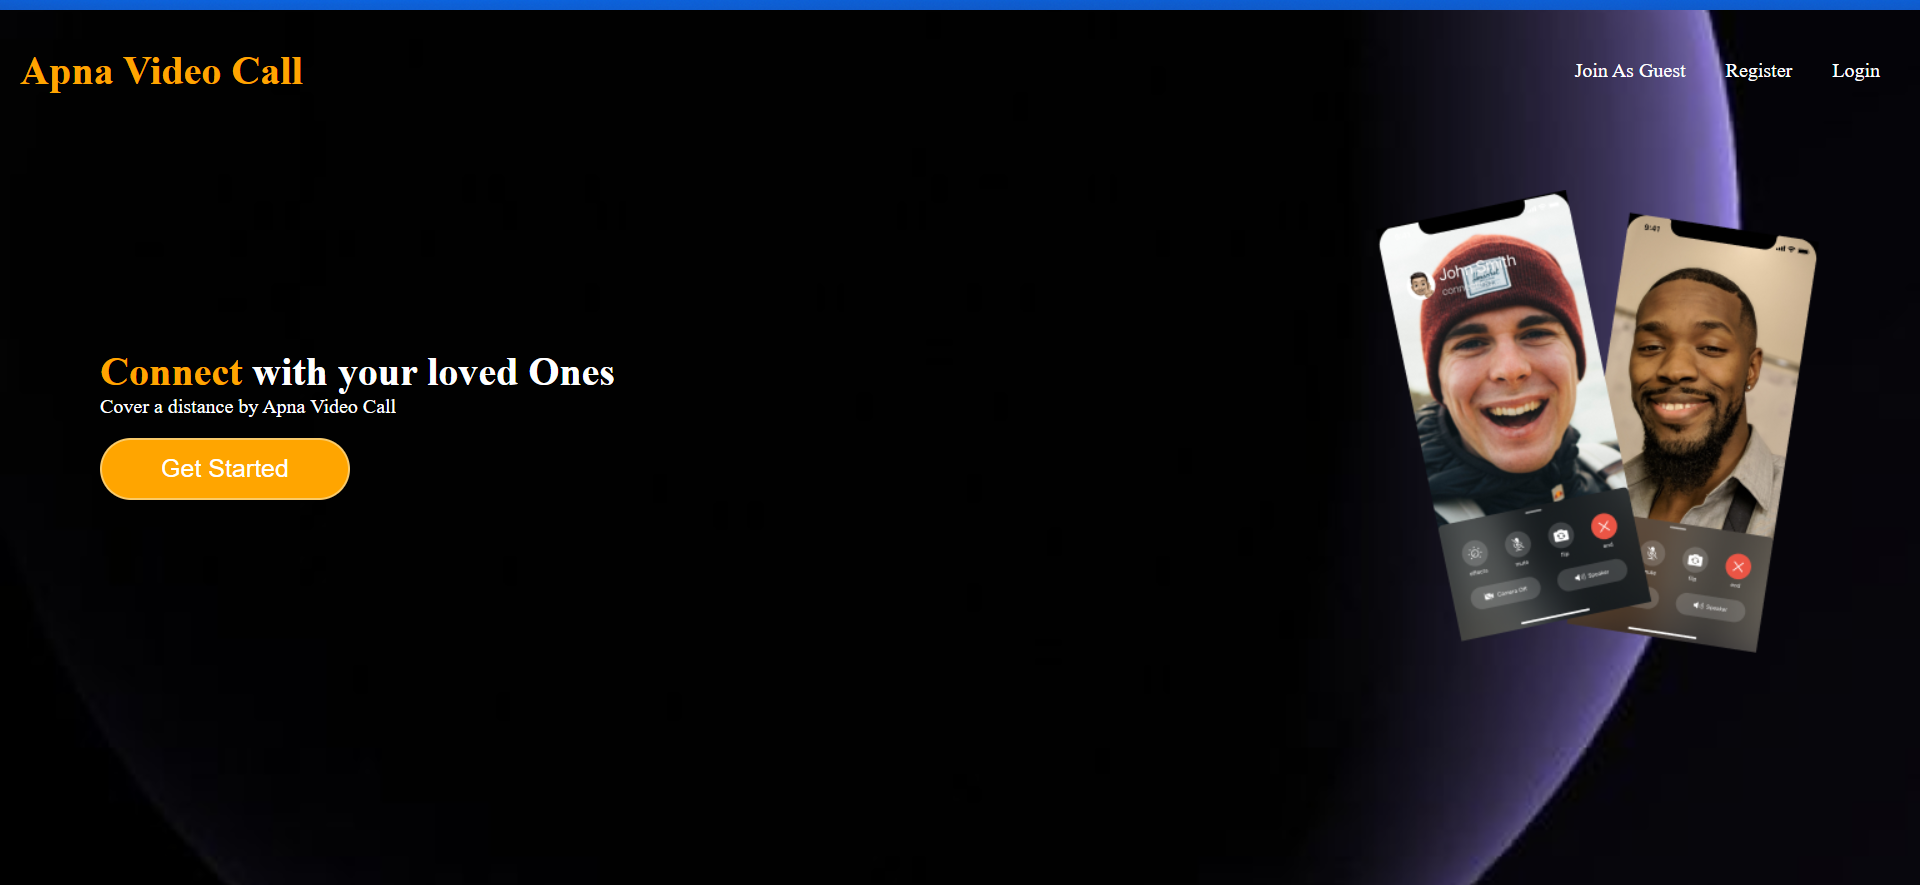 Apna Video Call
Join As Guest
Register
Login
Connect with your loved Ones
Cover a distance by Apna Video Call
Get Started
John Smith
9:41
effects
mute
flip
end
Camera Off
Speaker
flip
end
Speaker